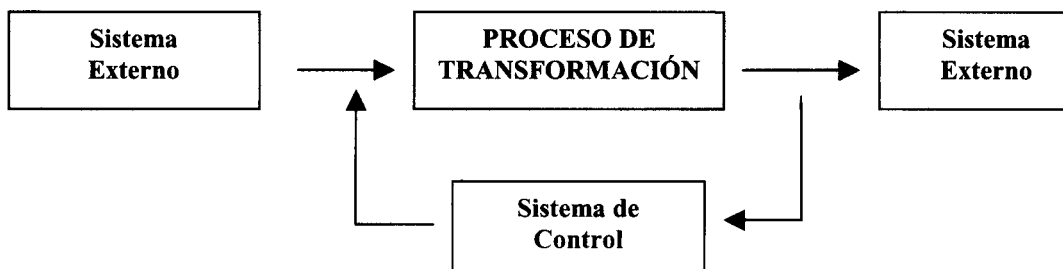 Sistema
Externo
PROCESO DE
TRANSFORMACIÓN
Sistema
Externo
Sistema de
Control